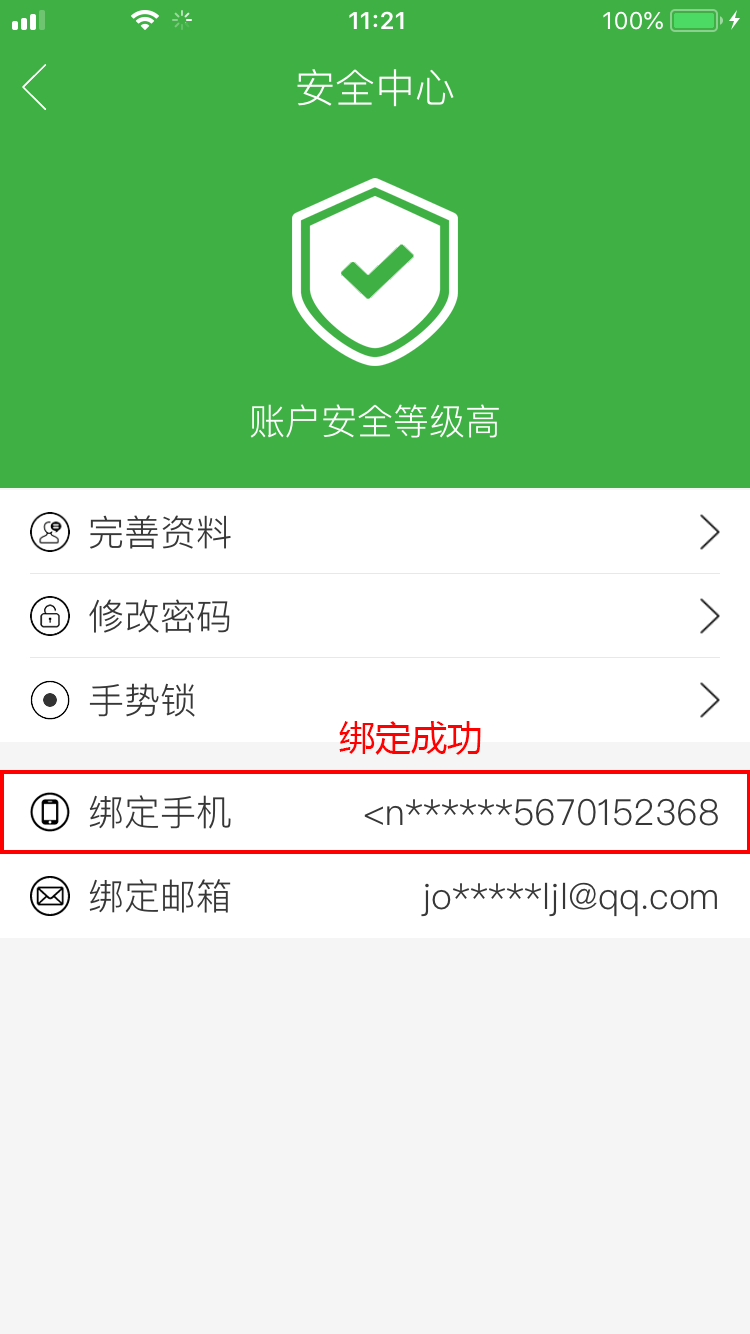 11:21
100%
安全中心
账户安全等级高
完善资料
修改密码
手势锁
绑定成功
绑定手机 <n******5670152368
绑定邮箱 jo*****ljl@qq.com